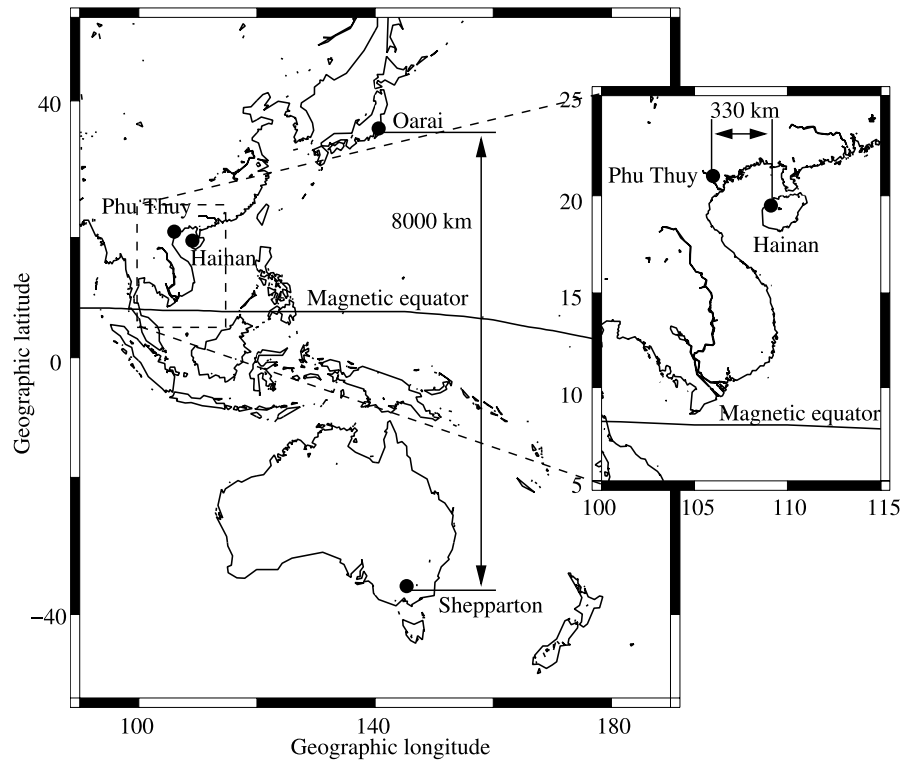 40
0
−40
100
140
180
Geographic latitude
Geographic longitude
Oarai
Phu Thuy
Hainan
8000 km
Magnetic equator
Shepparton
330 km
25
20
15
10
5
100
105
110
115
Phu Thuy
Hainan
Magnetic equator